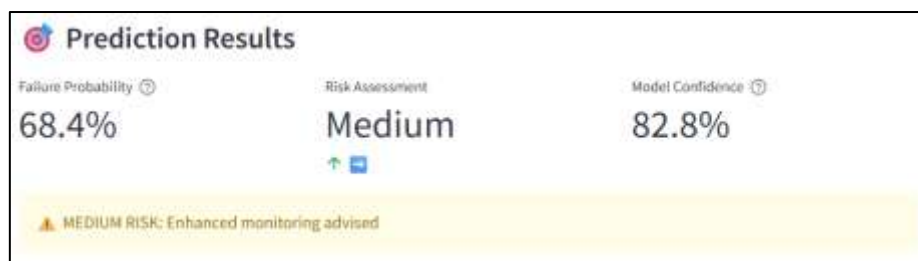 Prediction Results
Failure Probability
Risk Assessment
Model Confidence
68.4%
Medium
82.8%
MEDIUM RISK: Enhanced monitoring advised